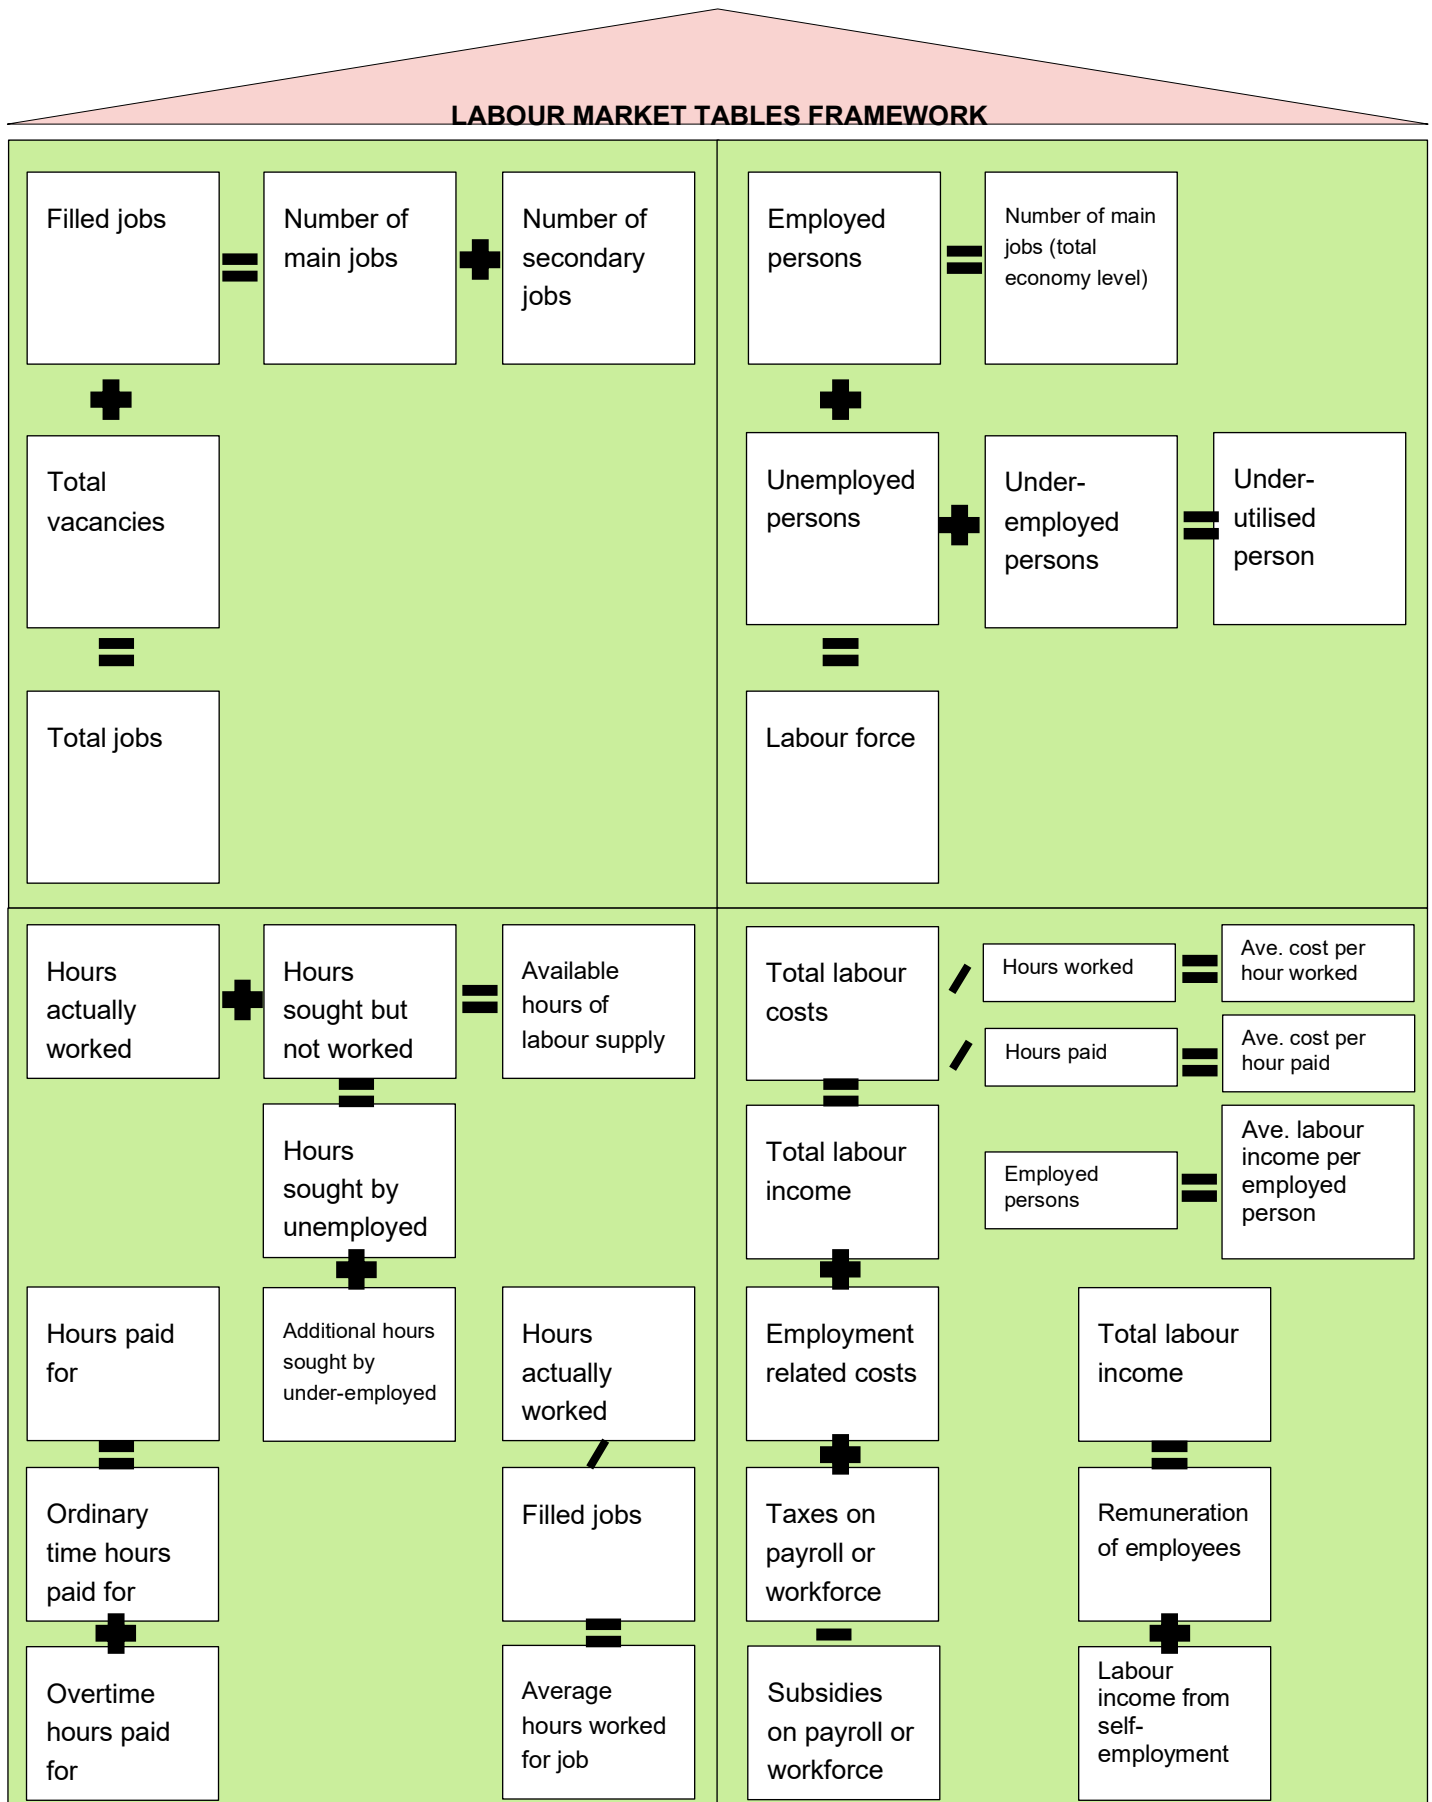 LABOUR MARKET TABLES FRAMEWORK
Filled jobs
Number of
main jobs
Number of
secondary
jobs
Total
vacancies
Total jobs
Employed
persons
Number of main
jobs (total
economy level)
Unemployed
persons
Under-
employed
persons
Under-
utilised
person
Labour force
Hours
actually
worked
Hours
sought but
not worked
Available
hours of
labour supply
Hours
sought by
unemployed
Hours paid
for
Additional hours
sought by
under-employed
Hours
actually
worked
Ordinary
time hours
paid for
Filled jobs
Overtime
hours paid
for
Average
hours worked
for job
Total labour
costs
Hours worked
Ave. cost per
hour worked
Hours paid
Ave. cost per
hour paid
Total labour
income
Employed
persons
Ave. labour
income per
employed
person
Employment
related costs
Total labour
income
Taxes on
payroll or
workforce
Remuneration
of employees
Subsidies
on payroll or
workforce
Labour
income from
self-
employment